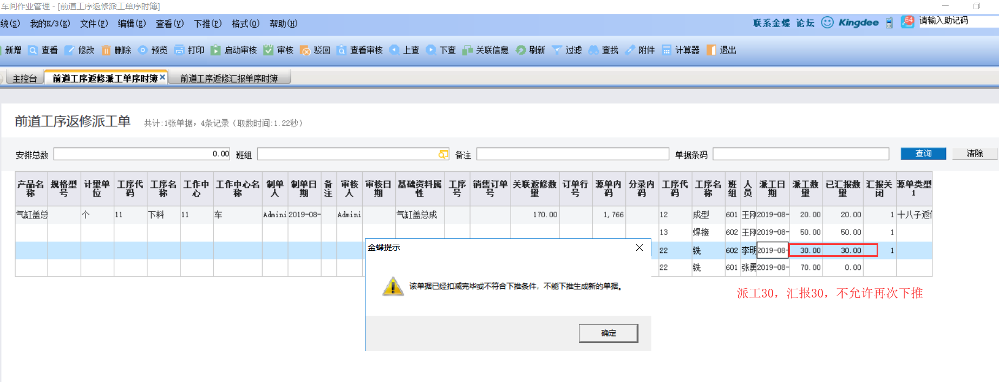 车间作业管理 - [前道工序返修派工单序时簿]
统(S) 我的K/3(K) 文件(F) 编辑(E) 查看(V) 下推(P) 格式(O) 帮助(H) 联系金蝶 论坛 Kingdee 64 请输入助记码
新增 查看 修改 删除 预览 打印 启动审核 审核 驳回 查看审核 上查 下查 关联信息 刷新 过滤 查找 附件 计算器 退出
主控台 前道工序返修派工单序时簿 前道工序返修汇报单序时簿
前道工序返修派工单 共计:1张单据，4条记录（取数时间:1.22秒）
安排总数 0.00 班组 备注 单据条码 查询 清除
产品名称 规格型号 计量单位 工序代码 工序名称 工作中心 工作中心名称 制单人 制单日期 备注 审核人 审核日期 基础资料属性 工序号 销售订单号 关联返修数量 订单行号 源单内码 分录内码 工序代码 工序名称 班组 人员 派工日期 派工数量 已汇报数量 汇报关闭 源单类型1
气缸盖总 个 11 下料 11 车 Admini 2019-08- Admini 气缸盖总成 170.00 1,766 12 成型 601 王刚 2019-08- 20.00 20.00 1 十八子返修
13 焊接 602 王刚 2019-08- 50.00 50.00 1
22 铣 602 李明 2019-08- 30.00 30.00 1
22 铣 601 张勇 2019-08- 70.00 0.00
金蝶提示
该单据已经扣减完毕或不符合下推条件，不能下推生成新的单据。
确定
派工30，汇报30，不允许再次下推